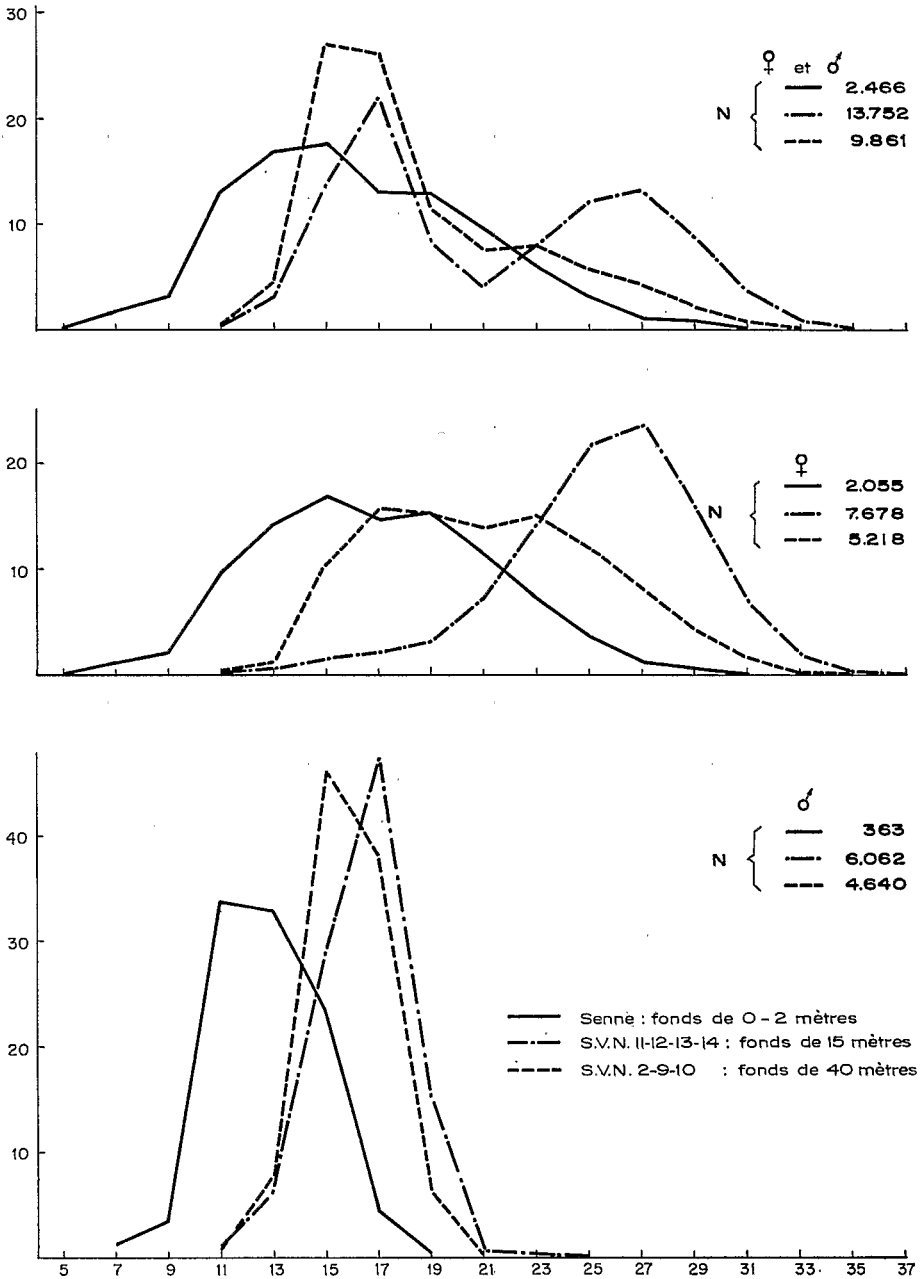 30
20
10
♀ et ♂
N
2.466
13.752
9.861
20
10
♀
N
2.055
7.678
5.218
40
30
20
10
♂
N
363
6.062
4.640
Senne : fonds de 0-2 mètres
S.V.N. 11-12-13-14 : fonds de 15 mètres
S.V.N. 2-9-10 : fonds de 40 mètres
5 7 9 11 13 15 17 19 21 23 25 27 29 31 33 35 37